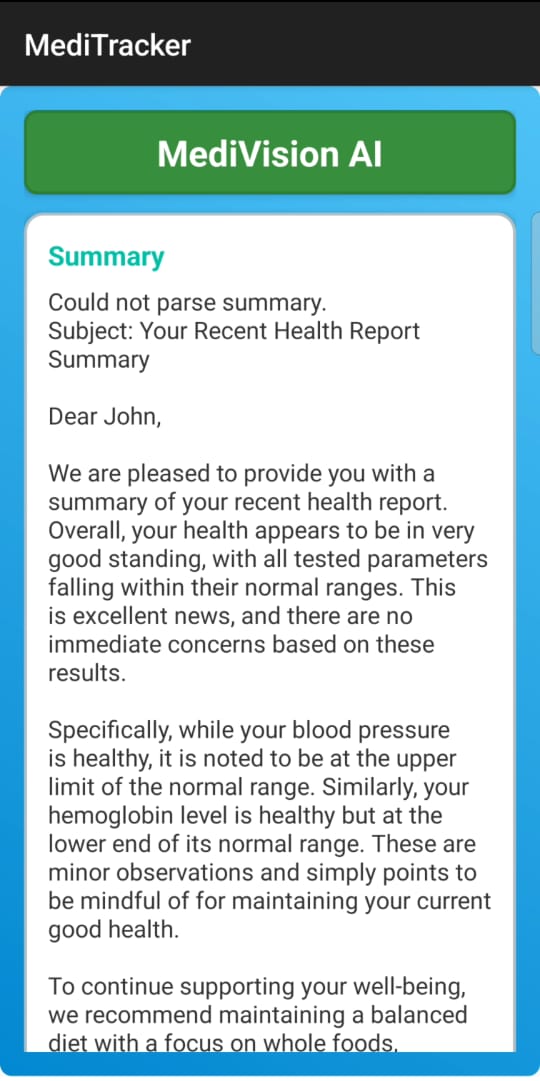 MediTracker
MediVision AI
Summary
Could not parse summary.
Subject: Your Recent Health Report
Summary
Dear John,
We are pleased to provide you with a
summary of your recent health report.
Overall, your health appears to be in very
good standing, with all tested parameters
falling within their normal ranges. This
is excellent news, and there are no
immediate concerns based on these
results.
Specifically, while your blood pressure
is healthy, it is noted to be at the upper
limit of the normal range. Similarly, your
hemoglobin level is healthy but at the
lower end of its normal range. These are
minor observations and simply points to
be mindful of for maintaining your current
good health.
To continue supporting your well-being,
we recommend maintaining a balanced
diet with a focus on whole foods,